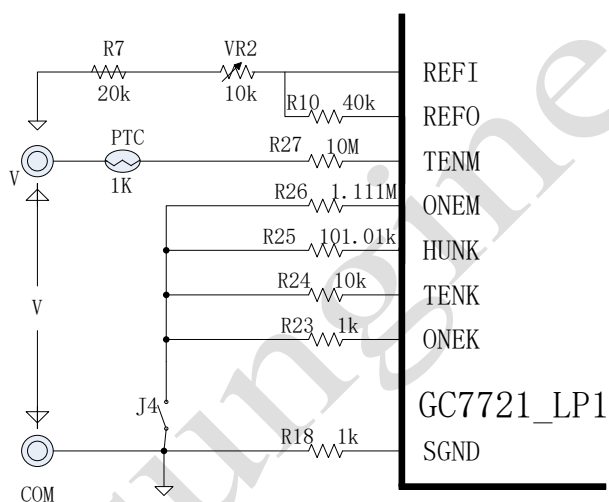 R7
VR2
20k
10k
REFI
R10 40k
REFO
PTC
R27 10M
TENM
V
1K
R26 1.111M
ONEM
R25 101.01k
HUNK
R24 10k
TENK
V
R23 1k
ONEK
J4
GC7721_LP1
R18 1k
SGND
COM